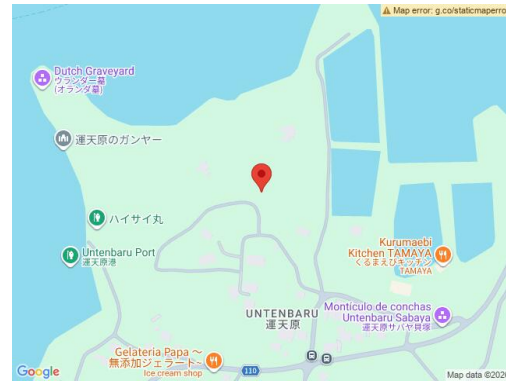 Map error: g.co/staticmaperro
Dutch Graveyard
ウランダー墓
(オランダ墓)
運天原のガンヤー
ハイサイ丸
Untenbaru Port
運天原港
Kurumaebi
Kitchen TAMAYA
くるまえびキッチン
TAMAYA
UNTENBARU
運天原
Montículo de conchas
Untenbaru Sabaya
運天原サバヤ貝塚
Gelateria Papa ～
無添加ジェラート~
Ice cream shop
110
Google
Map data ©2026